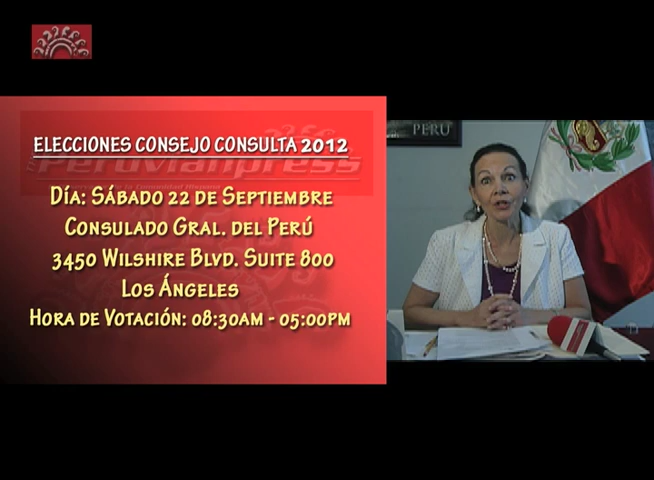 ELECCIONES CONSEJO CONSULTA 2012
Peruvianpress
DÍA: SÁBADO 22 DE SEPTIEMBRE
CONSULADO GRAL. DEL PERÚ
3450 WILSHIRE BLVD. SUITE 800
LOS ÁNGELES
HORA DE VOTACIÓN: 08:30AM - 05:00PM
PERU